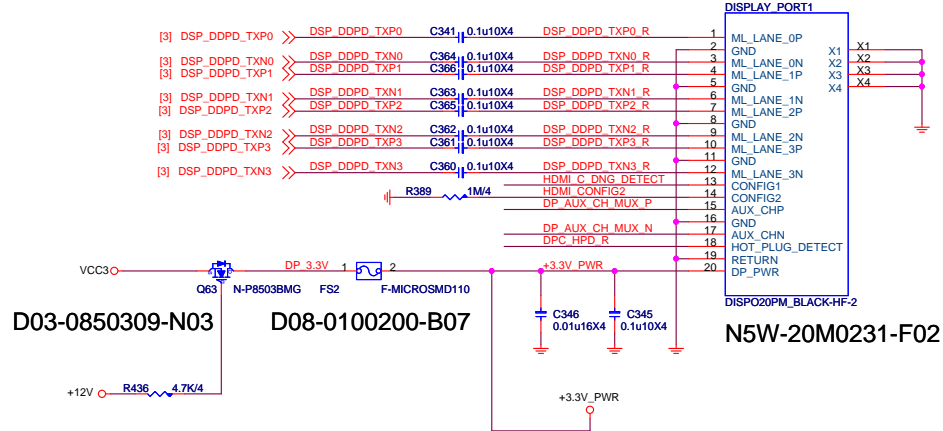 DISPLAY_PORT1
[3] DSP_DDPD_TXP0 DSP_DDPD_TXP0 C341 0.1u10X4 DSP_DDPD_TXP0_R 1 ML_LANE_0P
2 GND X1 X1
[3] DSP_DDPD_TXN0 DSP_DDPD_TXN0 C364 0.1u10X4 DSP_DDPD_TXN0_R 3 ML_LANE_0N X2 X2
[3] DSP_DDPD_TXP1 DSP_DDPD_TXP1 C366 0.1u10X4 DSP_DDPD_TXP1_R 4 ML_LANE_1P X3 X3
5 GND X4 X4
[3] DSP_DDPD_TXN1 DSP_DDPD_TXN1 C363 0.1u10X4 DSP_DDPD_TXN1_R 6 ML_LANE_1N
[3] DSP_DDPD_TXP2 DSP_DDPD_TXP2 C365 0.1u10X4 DSP_DDPD_TXP2_R 7 ML_LANE_2P
8 GND
[3] DSP_DDPD_TXN2 DSP_DDPD_TXN2 C362 0.1u10X4 DSP_DDPD_TXN2_R 9 ML_LANE_2N
[3] DSP_DDPD_TXP3 DSP_DDPD_TXP3 C361 0.1u10X4 DSP_DDPD_TXP3_R 10 ML_LANE_3P
11 GND
[3] DSP_DDPD_TXN3 DSP_DDPD_TXN3 C360 0.1u10X4 DSP_DDPD_TXN3_R 12 ML_LANE_3N
HDMI_C_DNG_DETECT 13 CONFIG1
R389 1M/4 HDMI_CONFIG2 14 CONFIG2
DP_AUX_CH_MUX_P 15 AUX_CHP
16 GND
DP_AUX_CH_MUX_N 17 AUX_CHN
DPC_HPD_R 18 HOT_PLUG_DETECT
19 RETURN
VCC3 DP_3.3V 1 2 +3.3V_PWR 20 DP_PWR
Q63 N-P8503BMG FS2 F-MICROSMD110
DISPO20PM_BLACK-HF-2
D03-0850309-N03 D08-0100200-B07
C346 0.01u16X4 C345 0.1u10X4
N5W-20M0231-F02
+12V R436 4.7K/4
+3.3V_PWR